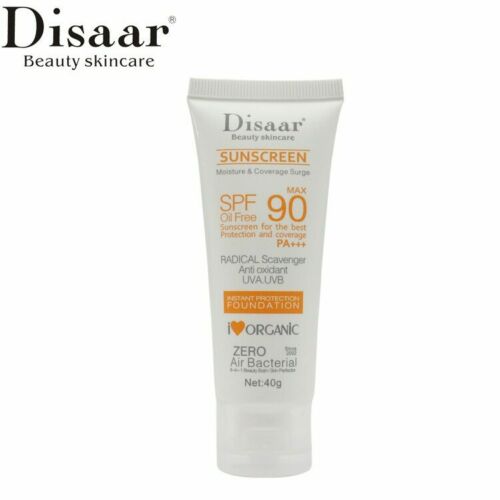 Disaar®
Beauty skincare
Disaar
Beauty skincare
SUNSCREEN
Moisture & Coverage Surge
SPF MAX 90
Oil Free
Sunscreen for the best
Protection and coverage
PA+++
RADICAL Scavenger
Anti oxidant
UVA.UVB
INSTANT PROTECTION
FOUNDATION
i♥ORGANIC
ZERO
Air Bacterial
Net:40g